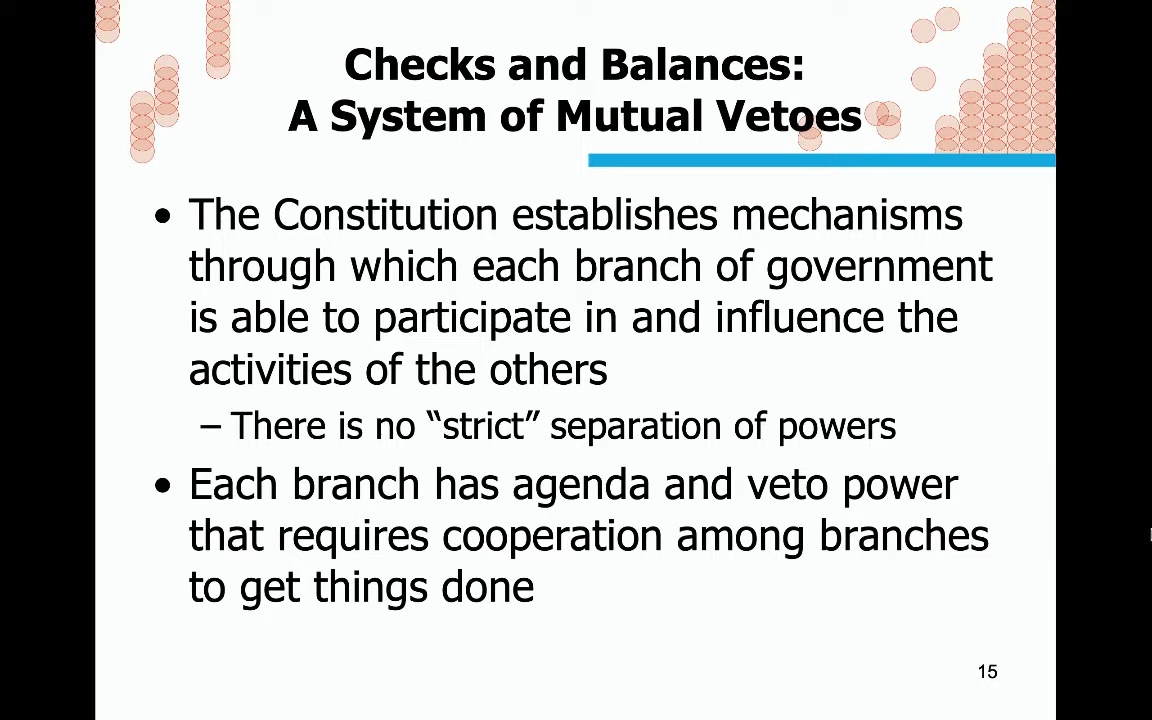 Checks and Balances:
A System of Mutual Vetoes
• The Constitution establishes mechanisms
through which each branch of government
is able to participate in and influence the
activities of the others
– There is no “strict” separation of powers
• Each branch has agenda and veto power
that requires cooperation among branches
to get things done
15